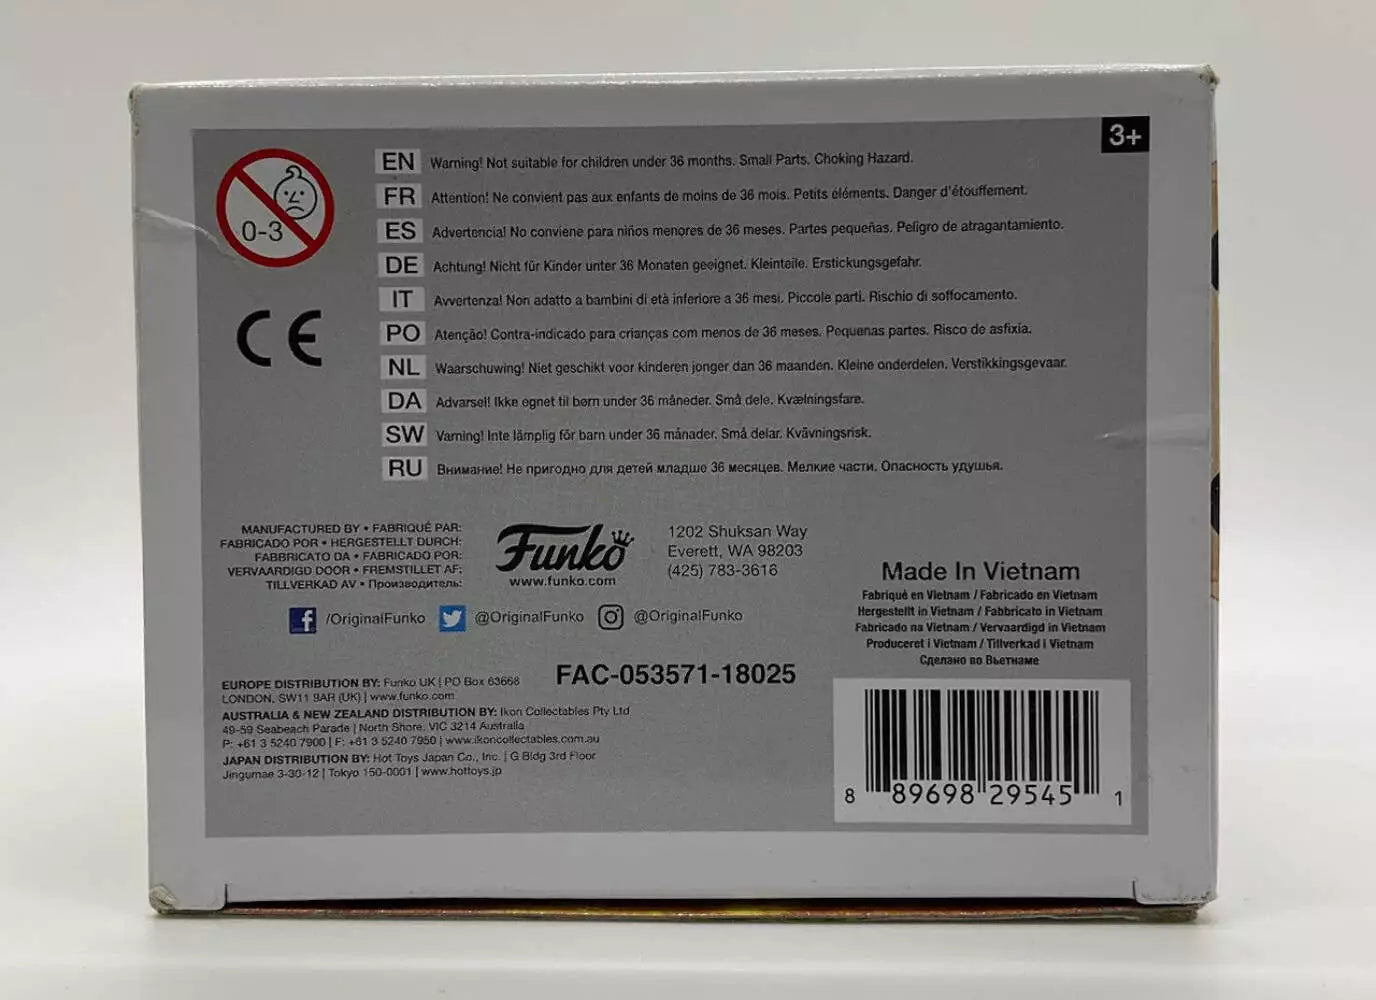 3+
0-3
EN Warning! Not suitable for children under 36 months. Small Parts. Choking Hazard.
FR Attention! Ne convient pas aux enfants de moins de 36 mois. Petits éléments. Danger d'étouffement.
ES Advertencia! No conviene para niños menores de 36 meses. Partes pequeñas. Peligro de atragantamiento.
DE Achtung! Nicht für Kinder unter 36 Monaten geeignet. Kleinteile. Erstickungsgefahr.
IT Avvertenza! Non adatto a bambini di età inferiore a 36 mesi. Piccole parti. Rischio di soffocamento.
PO Atenção! Contra-indicado para crianças com menos de 36 meses. Pequenas partes. Risco de asfixia.
NL Waarschuwing! Niet geschikt voor kinderen jonger dan 36 maanden. Kleine onderdelen. Verstikkingsgevaar.
DA Advarsel! Ikke egnet til børn under 36 måneder. Små dele. Kvælningsfare.
SW Varning! Inte lämplig för barn under 36 månader. Små delar. Kvävningsrisk.
RU Внимание! Не пригодно для детей младше 36 месяцев. Мелкие части. Опасность удушья.
CE
MANUFACTURED BY • FABRIQUÉ PAR:
FABRICADO POR • HERGESTELLT DURCH:
FABBRICATO DA • FABRICADO POR:
VERVAARDIGD DOOR • FREMSTILLET AF:
TILLVERKAD AV • Производитель:
Funko
www.funko.com
1202 Shuksan Way
Everett, WA 98203
(425) 783-3616
/OriginalFunko @OriginalFunko @OriginalFunko
Made In Vietnam
Fabriqué en Vietnam / Fabricado en Vietnam
Hergestellt in Vietnam / Fabbricato in Vietnam
Fabricado na Vietnam / Vervaardigd in Vietnam
Produceret i Vietnam / Tillverkad i Vietnam
Сделано во Вьетнаме
FAC-053571-18025
EUROPE DISTRIBUTION BY: Funko UK | PO Box 63668
LONDON, SW11 9AR (UK) | www.funko.com
AUSTRALIA & NEW ZEALAND DISTRIBUTION BY: Ikon Collectables Pty Ltd
49-59 Seabeach Parade | North Shore, VIC 3214 Australia
P: +61 3 5240 7900 | F: +61 3 5240 7950 | www.ikoncollectables.com.au
JAPAN DISTRIBUTION BY: Hot Toys Japan Co., Inc. | G Bldg 3rd Floor
Jingumae 3-30-12 | Tokyo 150-0001 | www.hottoys.jp
8 89698 29545 1